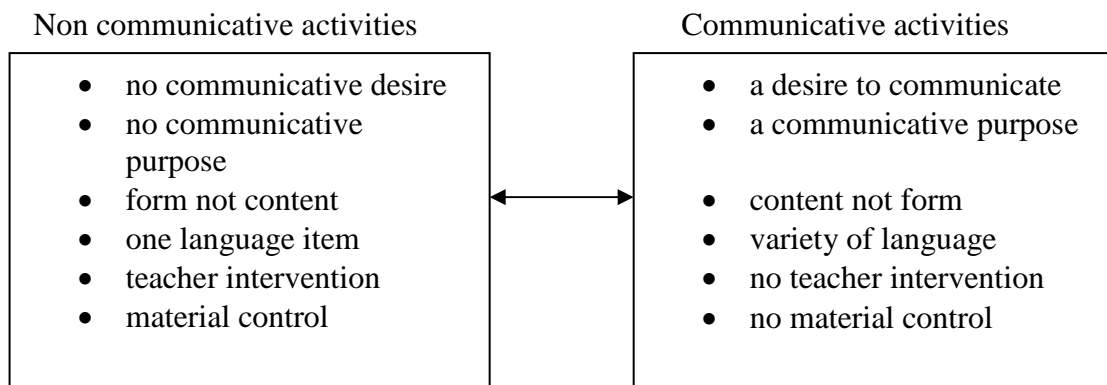 Non communicative activities
• no communicative desire
• no communicative
purpose
• form not content
• one language item
• teacher intervention
• material control
Communicative activities
• a desire to communicate
• a communicative purpose
• content not form
• variety of language
• no teacher intervention
• no material control